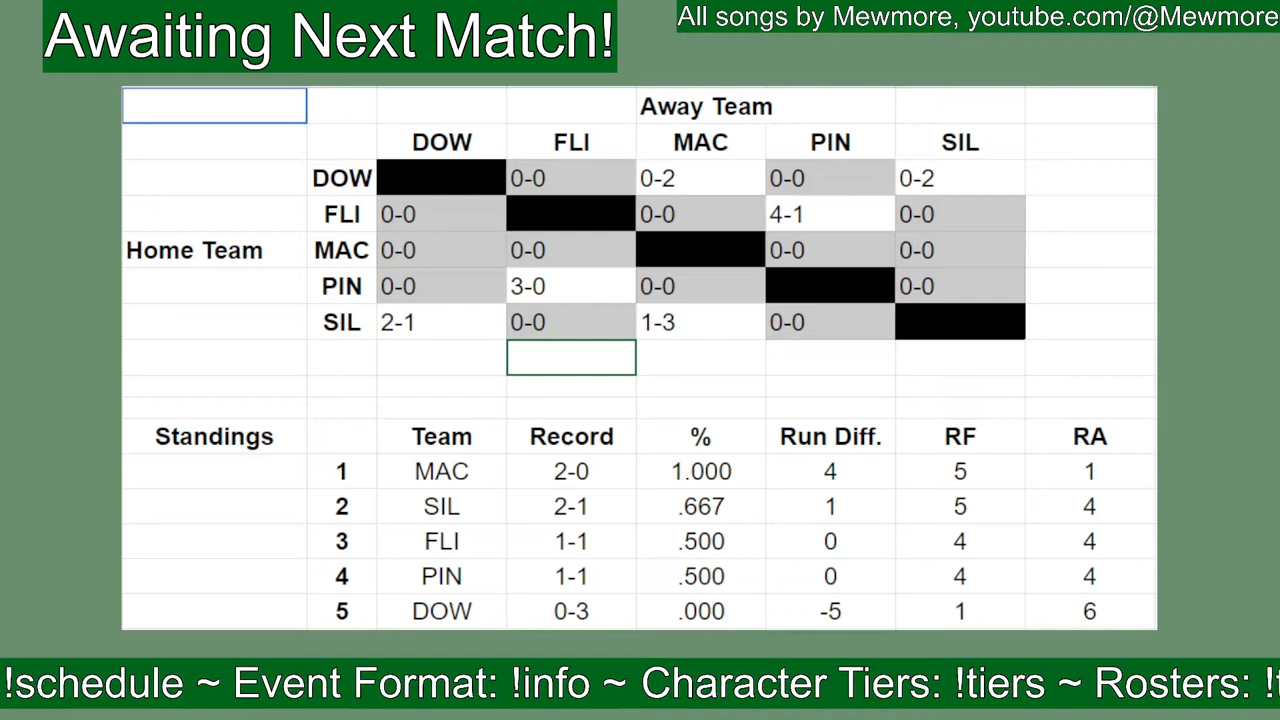 Awaiting Next Match!
All songs by Mewmore, youtube.com/@Mewmore
Away Team
DOW FLI MAC PIN SIL
DOW 0-0 0-2 0-0 0-2
FLI 0-0 0-0 4-1 0-0
Home Team MAC 0-0 0-0 0-0 0-0
PIN 0-0 3-0 0-0 0-0
SIL 2-1 0-0 1-3 0-0
Standings Team Record % Run Diff. RF RA
1 MAC 2-0 1.000 4 5 1
2 SIL 2-1 .667 1 5 4
3 FLI 1-1 .500 0 4 4
4 PIN 1-1 .500 0 4 4
5 DOW 0-3 .000 -5 1 6
!schedule ~ Event Format: !info ~ Character Tiers: !tiers ~ Rosters: !t